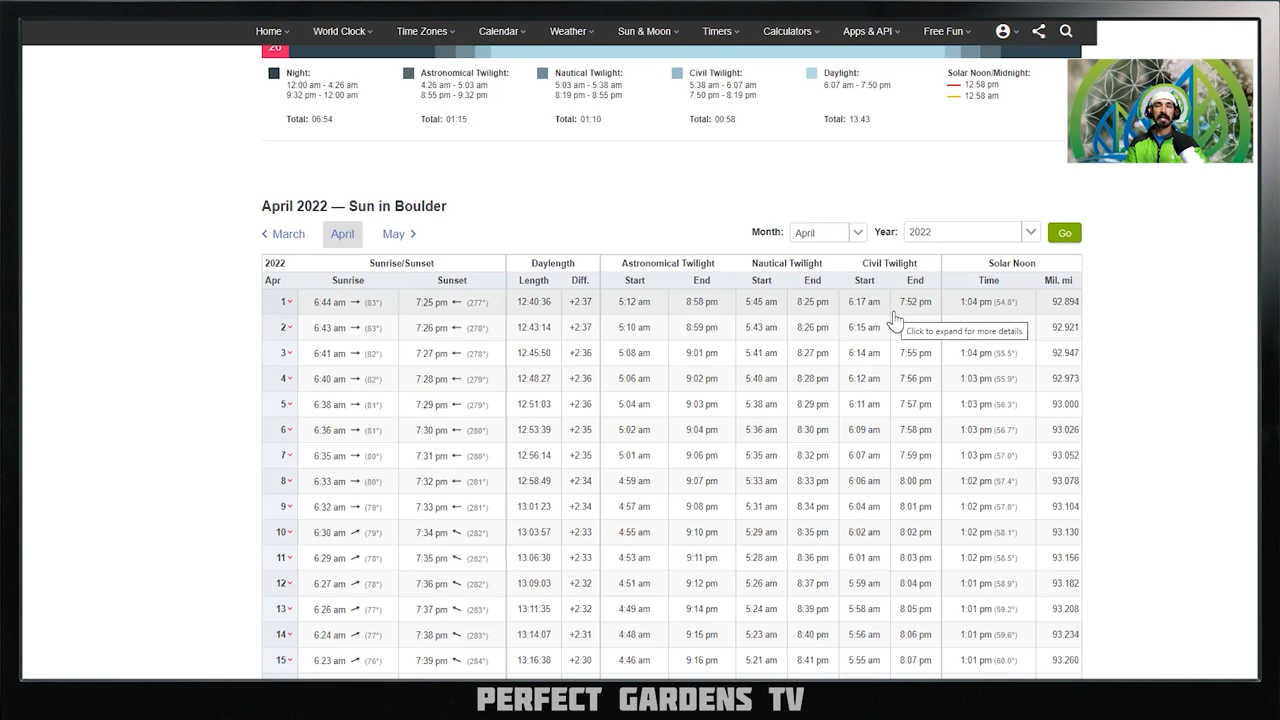 Home World Clock Time Zones Calendar Weather Sun & Moon Timers Calculators Apps & API Free Fun
26
Night: Astronomical Twilight: Nautical Twilight: Civil Twilight: Daylight: Solar Noon/Midnight:
12:00 am - 4:26 am 4:26 am - 5:03 am 5:03 am - 5:38 am 5:38 am - 6:07 am 6:07 am - 7:50 pm 12:58 pm
9:32 pm - 12:00 am 8:55 pm - 9:32 pm 8:19 pm - 8:55 pm 7:50 pm - 8:19 pm 12:58 am
Total: 06:54 Total: 01:15 Total: 01:10 Total: 00:58 Total: 13:43
April 2022 — Sun in Boulder
March April May Month: April Year: 2022 Go
2022 Sunrise/Sunset Daylength Astronomical Twilight Nautical Twilight Civil Twilight Solar Noon
Apr Sunrise Sunset Length Diff. Start End Start End Start End Time Mil. mi
1 6:44 am → (83°) 7:25 pm ← (277°) 12:40:36 +2:37 5:12 am 8:58 pm 5:45 am 8:25 pm 6:17 am 7:52 pm 1:04 pm (54.8°) 92.894
2 6:43 am → (83°) 7:26 pm ← (278°) 12:43:14 +2:37 5:10 am 8:59 pm 5:43 am 8:26 pm 6:15 am Click to expand for more details 92.921
3 6:41 am → (82°) 7:27 pm ← (278°) 12:45:50 +2:36 5:08 am 9:01 pm 5:41 am 8:27 pm 6:14 am 7:55 pm 1:04 pm (55.5°) 92.947
4 6:40 am → (82°) 7:28 pm ← (279°) 12:48:27 +2:36 5:06 am 9:02 pm 5:40 am 8:28 pm 6:12 am 7:56 pm 1:03 pm (55.9°) 92.973
5 6:38 am → (81°) 7:29 pm ← (279°) 12:51:03 +2:36 5:04 am 9:03 pm 5:38 am 8:29 pm 6:11 am 7:57 pm 1:03 pm (56.3°) 93.000
6 6:36 am → (81°) 7:30 pm ← (280°) 12:53:39 +2:35 5:02 am 9:04 pm 5:36 am 8:30 pm 6:09 am 7:58 pm 1:03 pm (56.7°) 93.026
7 6:35 am → (80°) 7:31 pm ← (280°) 12:56:14 +2:35 5:01 am 9:06 pm 5:35 am 8:32 pm 6:07 am 7:59 pm 1:03 pm (57.0°) 93.052
8 6:33 am → (80°) 7:32 pm ← (281°) 12:58:49 +2:34 4:59 am 9:07 pm 5:33 am 8:33 pm 6:06 am 8:00 pm 1:02 pm (57.4°) 93.078
9 6:32 am → (79°) 7:33 pm ← (281°) 13:01:23 +2:34 4:57 am 9:08 pm 5:31 am 8:34 pm 6:04 am 8:01 pm 1:02 pm (57.8°) 93.104
10 6:30 am → (79°) 7:34 pm ← (282°) 13:03:57 +2:33 4:55 am 9:10 pm 5:29 am 8:35 pm 6:02 am 8:02 pm 1:02 pm (58.1°) 93.130
11 6:29 am → (78°) 7:35 pm ← (282°) 13:06:30 +2:33 4:53 am 9:11 pm 5:28 am 8:36 pm 6:01 am 8:03 pm 1:02 pm (58.5°) 93.156
12 6:27 am → (78°) 7:36 pm ← (282°) 13:09:03 +2:32 4:51 am 9:12 pm 5:26 am 8:37 pm 5:59 am 8:04 pm 1:01 pm (58.9°) 93.182
13 6:26 am → (77°) 7:37 pm ← (283°) 13:11:35 +2:32 4:49 am 9:14 pm 5:24 am 8:39 pm 5:58 am 8:05 pm 1:01 pm (59.2°) 93.208
14 6:24 am → (77°) 7:38 pm ← (283°) 13:14:07 +2:31 4:48 am 9:15 pm 5:23 am 8:40 pm 5:56 am 8:06 pm 1:01 pm (59.6°) 93.234
15 6:23 am → (76°) 7:39 pm ← (284°) 13:16:38 +2:30 4:46 am 9:16 pm 5:21 am 8:41 pm 5:55 am 8:07 pm 1:01 pm (60.0°) 93.260
PERFECT GARDENS TV